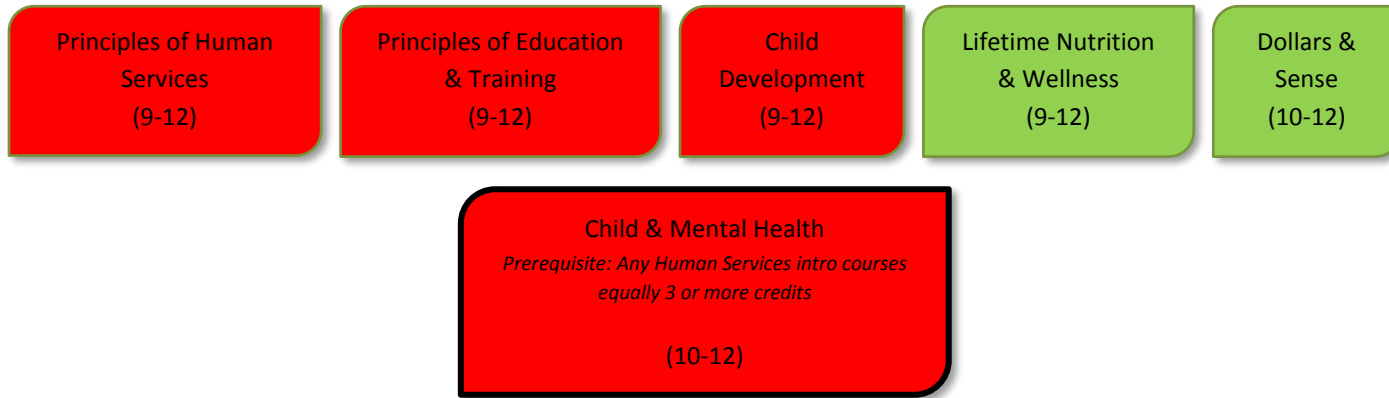 Principles of Human
Services
(9-12)
Principles of Education
& Training
(9-12)
Child
Development
(9-12)
Lifetime Nutrition
& Wellness
(9-12)
Dollars &
Sense
(10-12)
Child & Mental Health
Prerequisite: Any Human Services intro courses
equally 3 or more credits
(10-12)